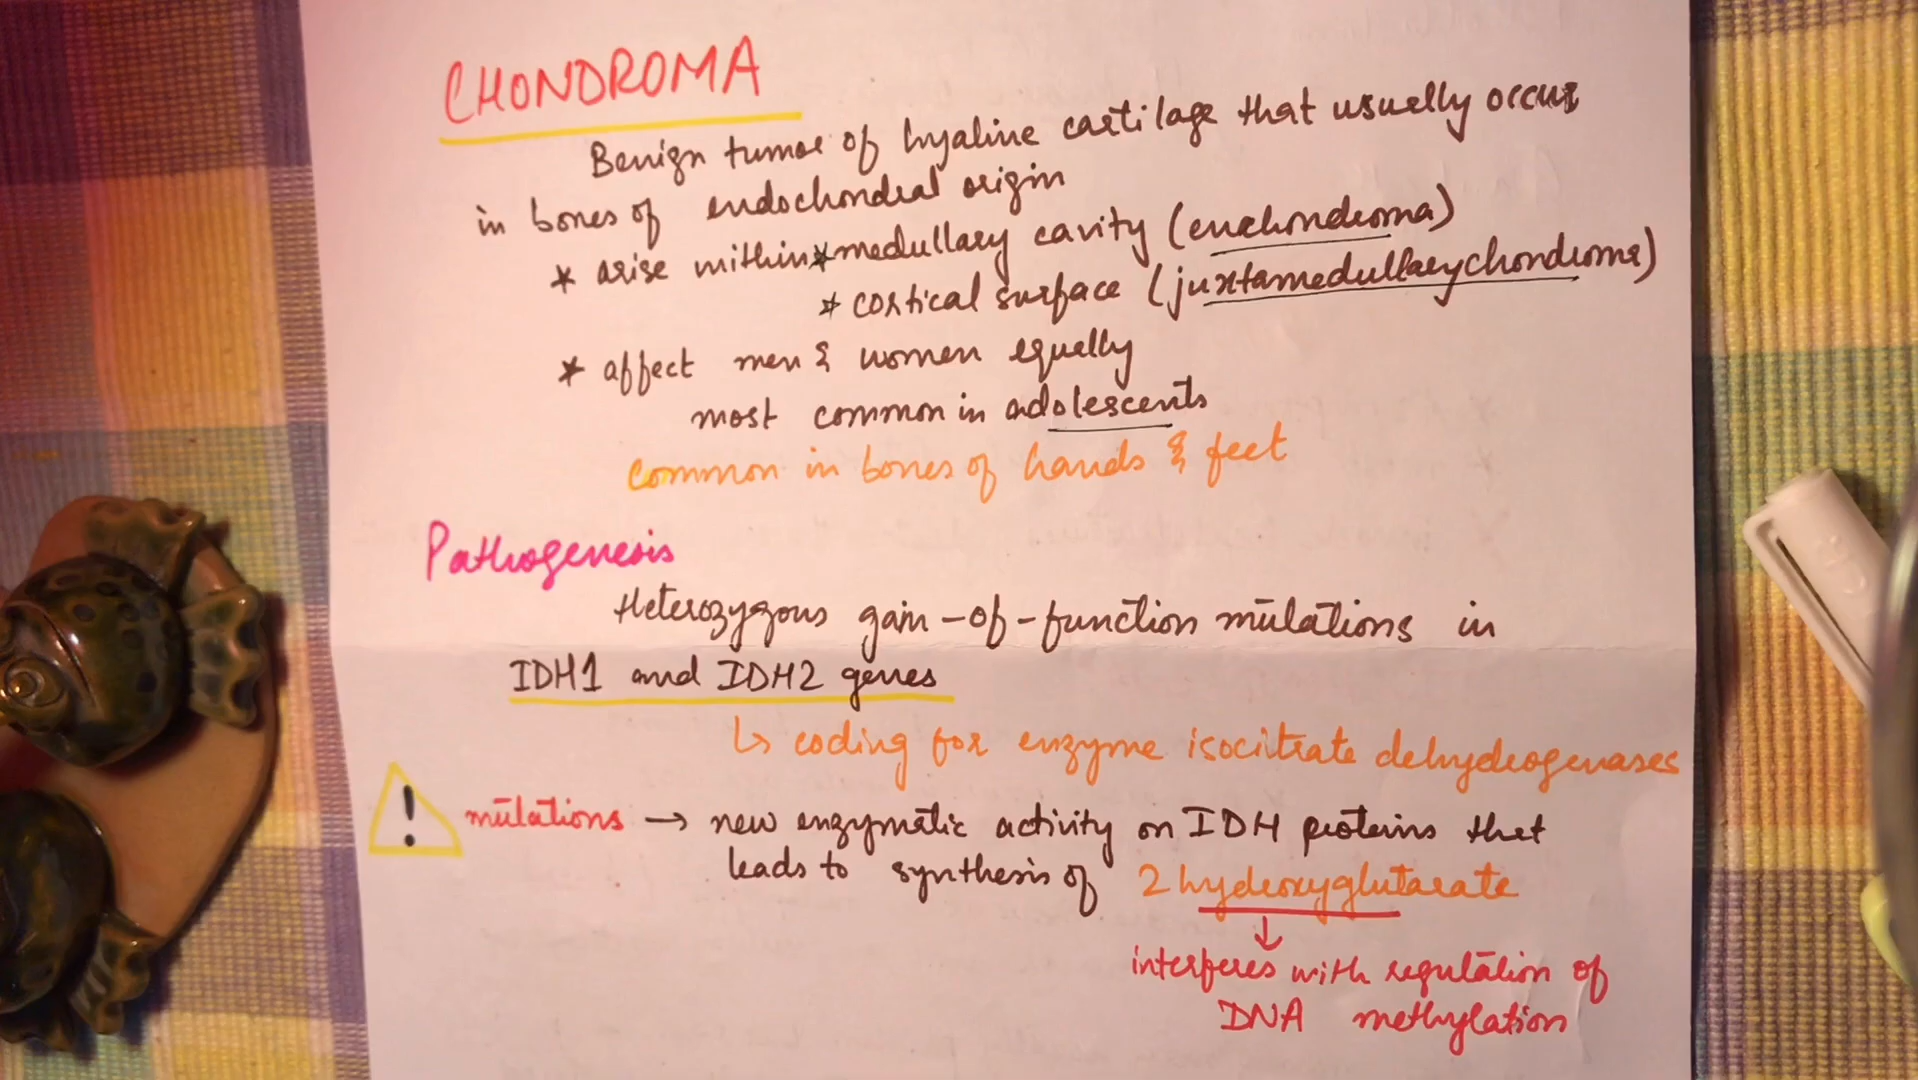 CHONDROMA
Benign tumor of hyaline cartilage that usually occurs
in bones of endochondral origin
* arise within * medullary cavity (enchondroma)
* cortical surface (juxtamedullarychondroma)
* affect men & women equally
most common in adolescents
common in bones of hands & feet
Pathogenesis
Heterozygous gain-of-function mutations in
IDH1 and IDH2 genes
↳ coding for enzyme isocitrate dehydrogenases
! mutations → new enzymatic activity on IDH proteins that
leads to synthesis of 2 hydroxyglutarate
↓
interferes with regulation of
DNA methylation